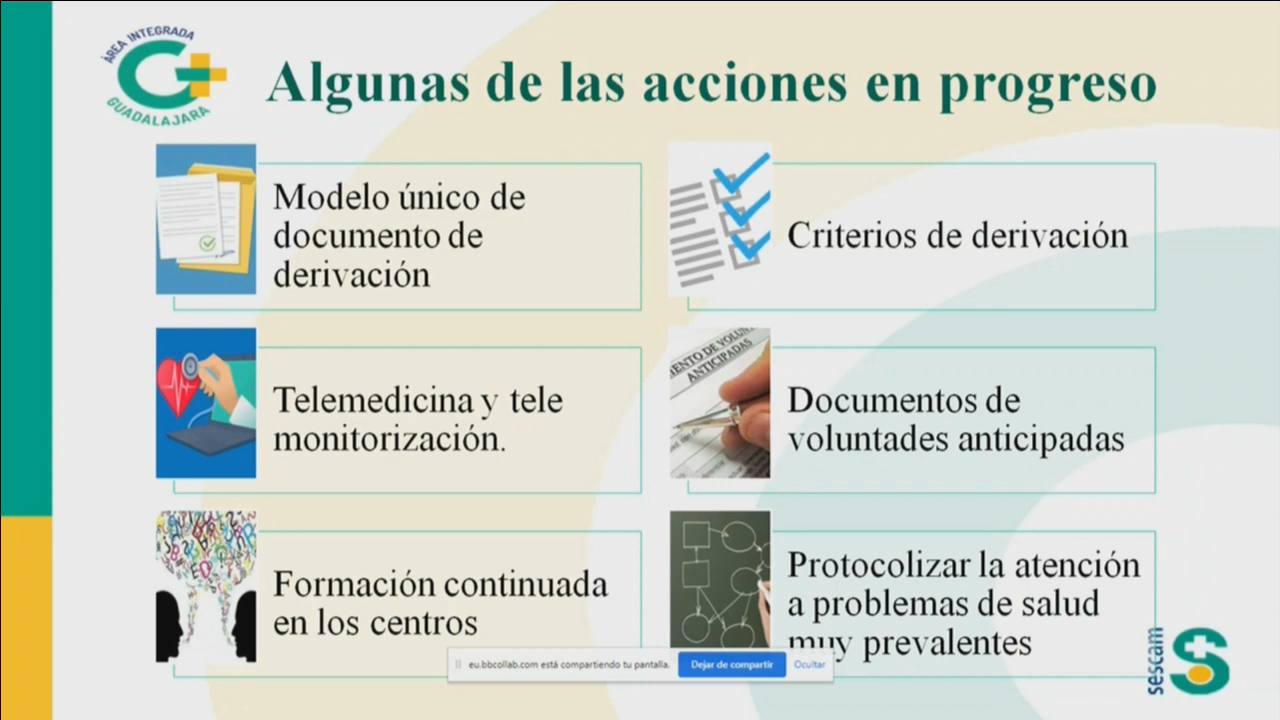 ÁREA INTEGRADA
GUADALAJARA
Algunas de las acciones en progreso
Modelo único de
documento de
derivación
Criterios de derivación
Telemedicina y tele
monitorización.
ANTICIPADAS
Documentos de
voluntades anticipadas
Formación continuada
en los centros
Protocolizar la atención
a problemas de salud
muy prevalentes
eu.bbcollab.com está compartiendo tu pantalla.
Dejar de compartir
Ocultar
sescam